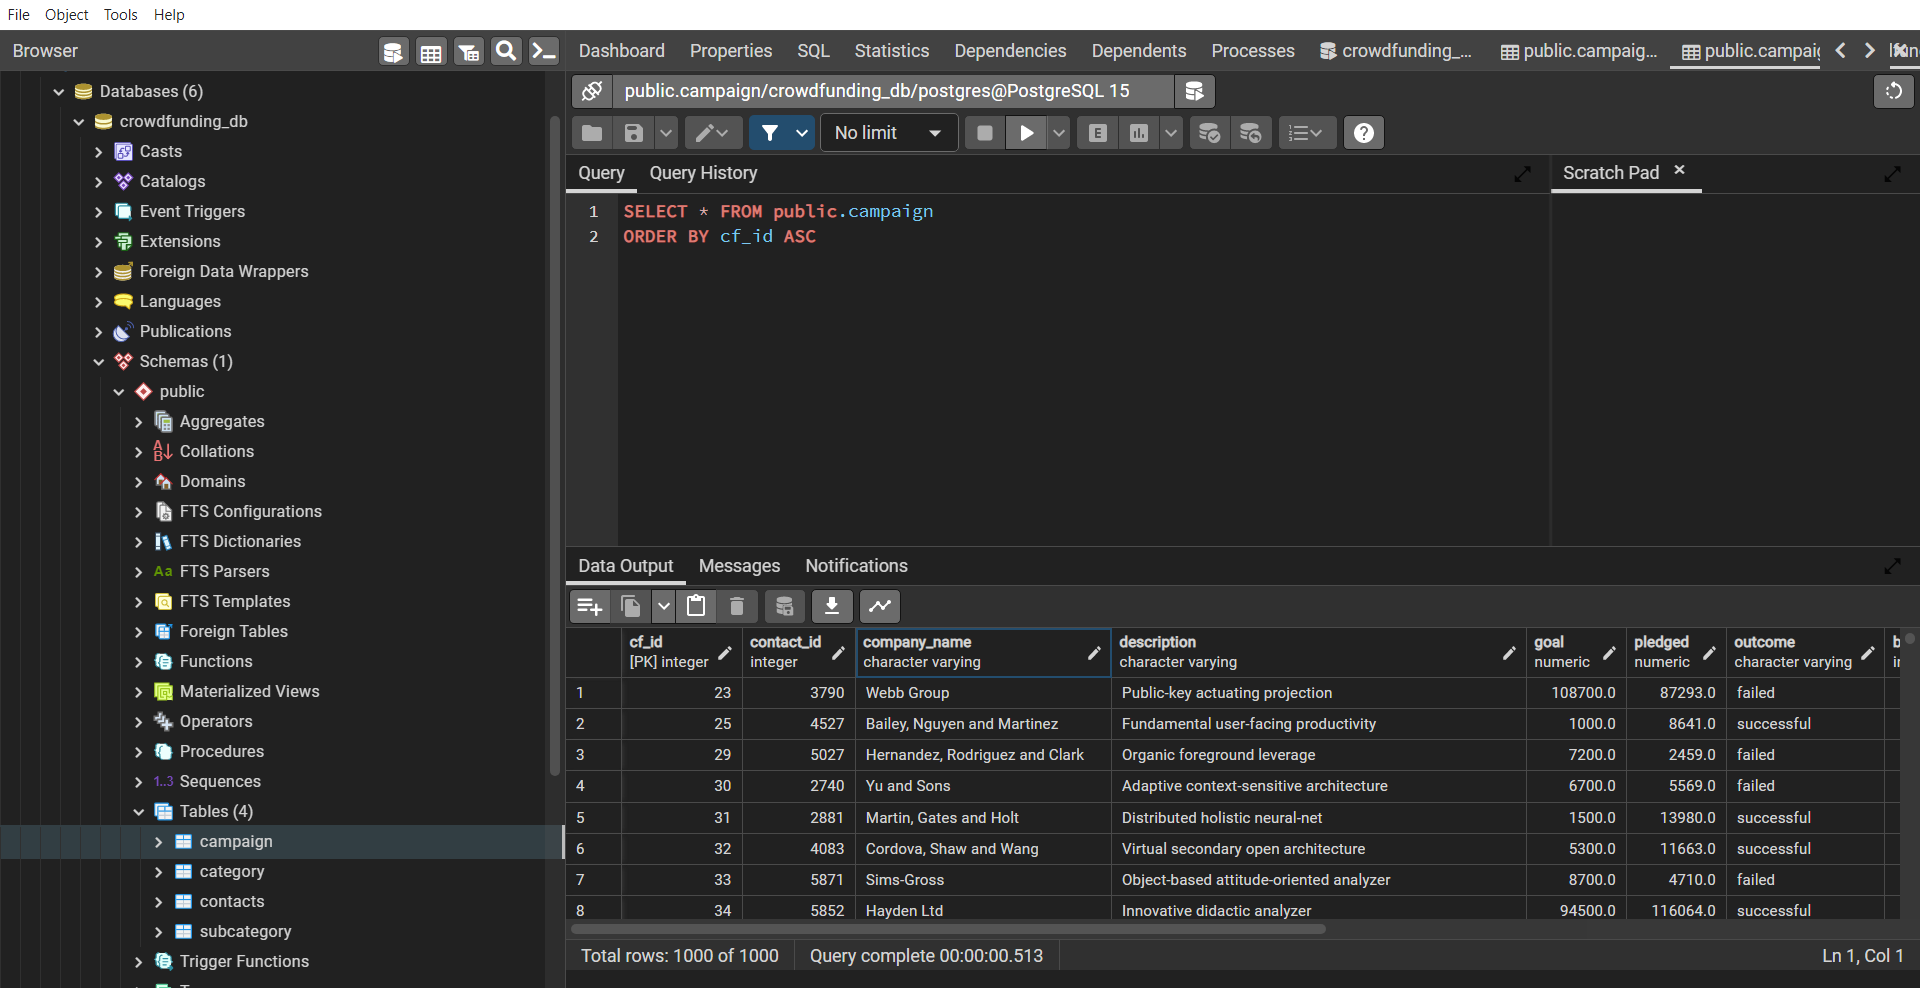 File Object Tools Help
Browser
Dashboard Properties SQL Statistics Dependencies Dependents Processes crowdfunding_... public.campaig... public.campaig
Databases (6)
crowdfunding_db
Casts
Catalogs
Event Triggers
Extensions
Foreign Data Wrappers
Languages
Publications
Schemas (1)
public
Aggregates
Collations
Domains
FTS Configurations
FTS Dictionaries
FTS Parsers
FTS Templates
Foreign Tables
Functions
Materialized Views
Operators
Procedures
1..3 Sequences
Tables (4)
campaign
category
contacts
subcategory
Trigger Functions
public.campaign/crowdfunding_db/postgres@PostgreSQL 15
No limit
Query Query History
Scratch Pad
1 SELECT * FROM public.campaign
2 ORDER BY cf_id ASC
Data Output Messages Notifications
cf_id contact_id company_name description goal pledged outcome
[PK] integer integer character varying character varying numeric numeric character varying
1 23 3790 Webb Group Public-key actuating projection 108700.0 87293.0 failed
2 25 4527 Bailey, Nguyen and Martinez Fundamental user-facing productivity 1000.0 8641.0 successful
3 29 5027 Hernandez, Rodriguez and Clark Organic foreground leverage 7200.0 2459.0 failed
4 30 2740 Yu and Sons Adaptive context-sensitive architecture 6700.0 5569.0 failed
5 31 2881 Martin, Gates and Holt Distributed holistic neural-net 1500.0 13980.0 successful
6 32 4083 Cordova, Shaw and Wang Virtual secondary open architecture 5300.0 11663.0 successful
7 33 5871 Sims-Gross Object-based attitude-oriented analyzer 8700.0 4710.0 failed
8 34 5852 Hayden Ltd Innovative didactic analyzer 94500.0 116064.0 successful
Total rows: 1000 of 1000 Query complete 00:00:00.513 Ln 1, Col 1